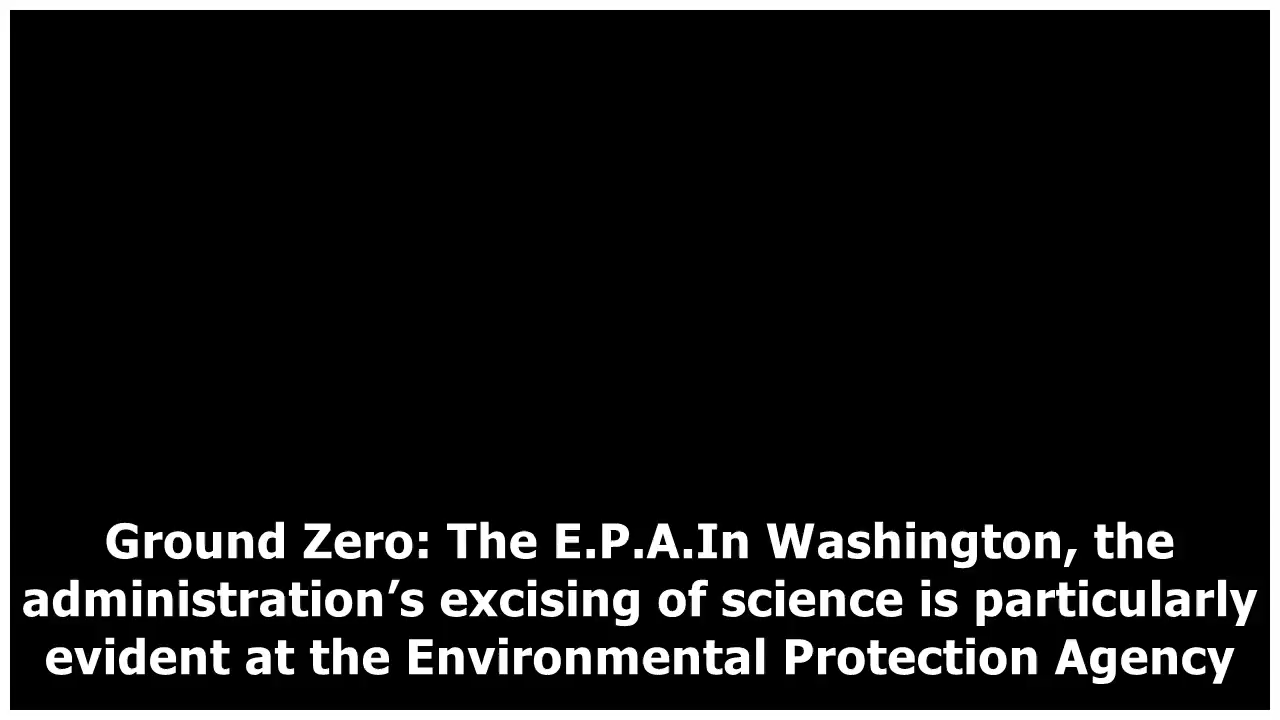 Ground Zero: The E.P.A.In Washington, the
administration’s excising of science is particularly
evident at the Environmental Protection Agency